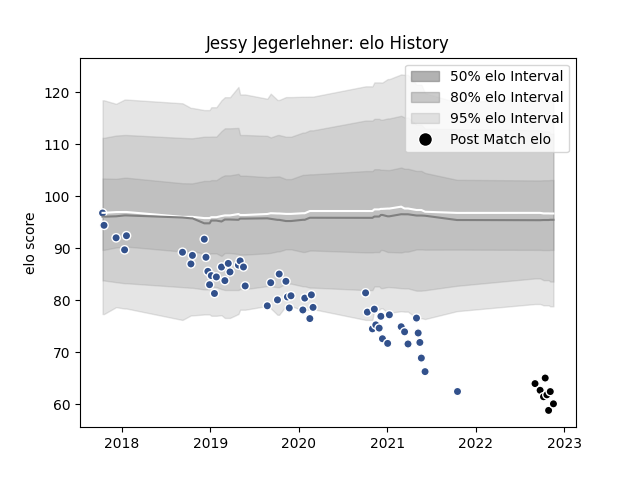 Jessy Jegerlehner: elo History
50% elo Interval
80% elo Interval
95% elo Interval
Post Match elo
elo score
120
110
100
90
80
70
60
2018 2019 2020 2021 2022 2023